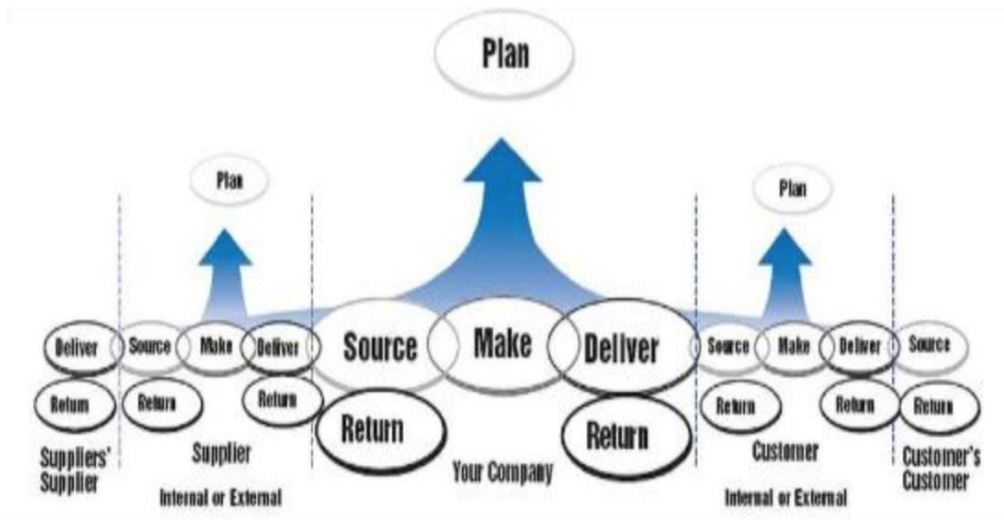 Plan
Plan
Plan
Deliver
Source
Make
Deliver
Source
Make
Deliver
Source
Make
Deliver
Source
Return
Return
Return
Return
Return
Return
Return
Return
Suppliers'
Supplier
Supplier
Internal or External
Your Company
Customer
Internal or External
Customer's
Customer